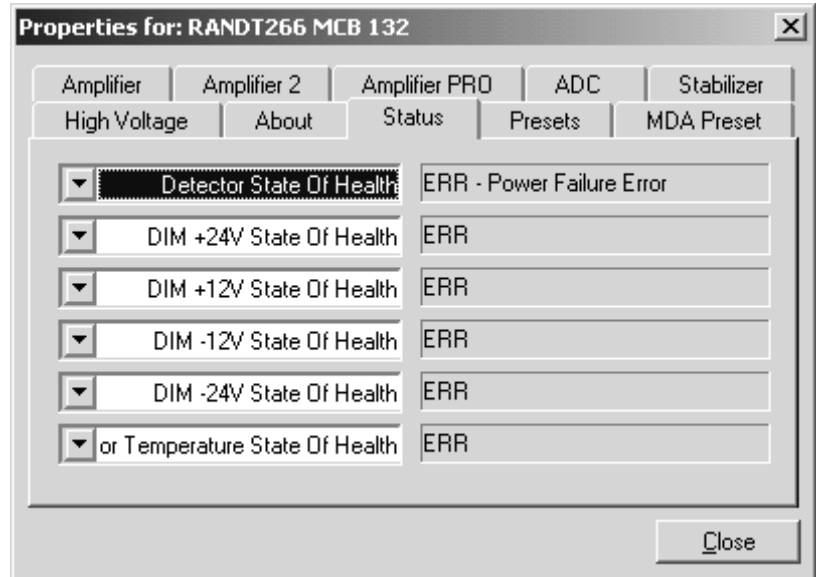 Properties for: RANDT266 MCB 132
Amplifier Amplifier 2 Amplifier PRO ADC Stabilizer
High Voltage About Status Presets MDA Preset
Detector State Of Health ERR - Power Failure Error
DIM +24V State Of Health ERR
DIM +12V State Of Health ERR
DIM -12V State Of Health ERR
DIM -24V State Of Health ERR
or Temperature State Of Health ERR
Close